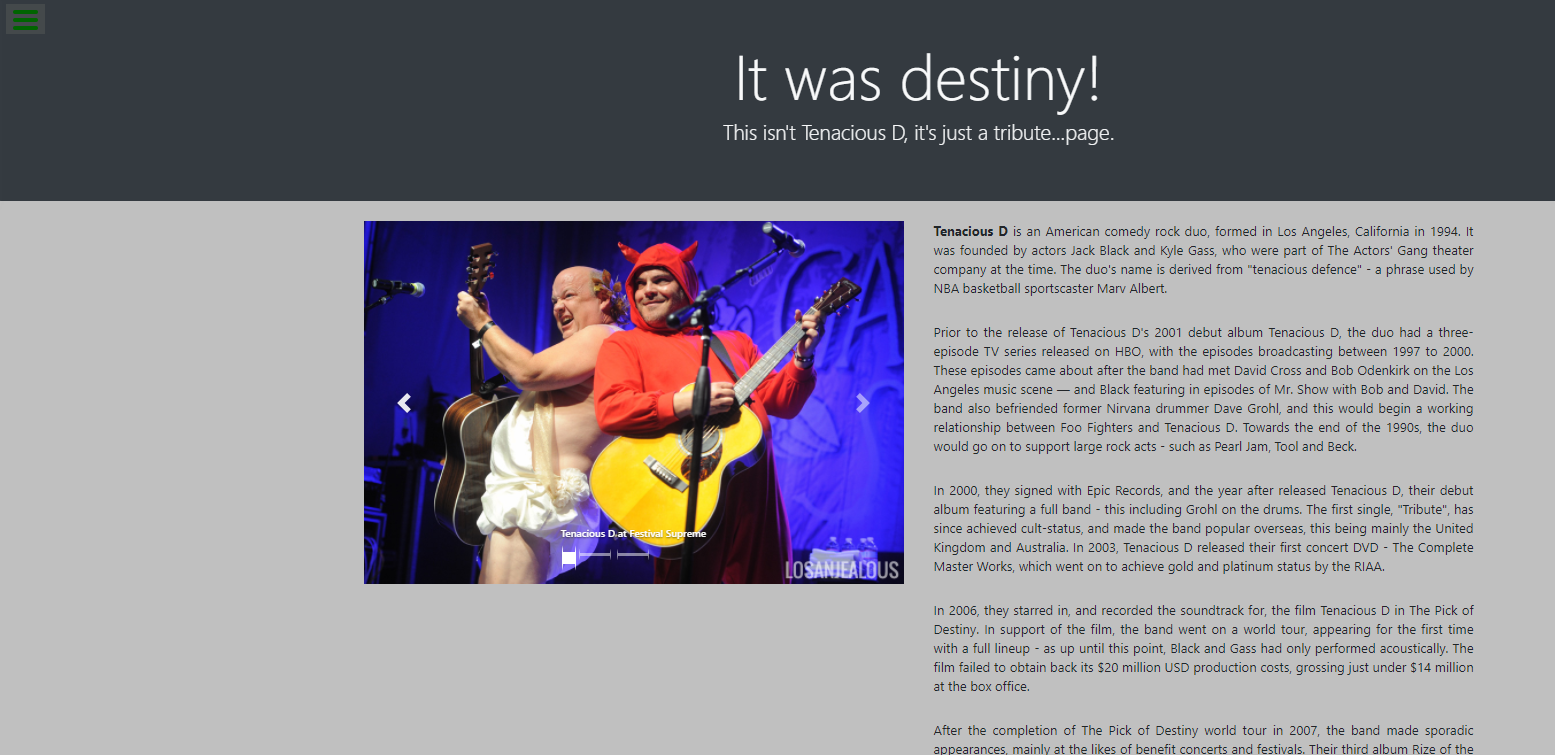 It was destiny!
This isn't Tenacious D, it's just a tribute...page.
Tenacious D at Festival Supreme
LOSANJEALOUS
Tenacious D is an American comedy rock duo, formed in Los Angeles, California in 1994. It
was founded by actors Jack Black and Kyle Gass, who were part of The Actors' Gang theater
company at the time. The duo's name is derived from "tenacious defence" - a phrase used by
NBA basketball sportscaster Marv Albert.
Prior to the release of Tenacious D's 2001 debut album Tenacious D, the duo had a three-
episode TV series released on HBO, with the episodes broadcasting between 1997 to 2000.
These episodes came about after the band had met David Cross and Bob Odenkirk on the Los
Angeles music scene — and Black featuring in episodes of Mr. Show with Bob and David. The
band also befriended former Nirvana drummer Dave Grohl, and this would begin a working
relationship between Foo Fighters and Tenacious D. Towards the end of the 1990s, the duo
would go on to support large rock acts - such as Pearl Jam, Tool and Beck.
In 2000, they signed with Epic Records, and the year after released Tenacious D, their debut
album featuring a full band - this including Grohl on the drums. The first single, "Tribute", has
since achieved cult-status, and made the band popular overseas, this being mainly the United
Kingdom and Australia. In 2003, Tenacious D released their first concert DVD - The Complete
Master Works, which went on to achieve gold and platinum status by the RIAA.
In 2006, they starred in, and recorded the soundtrack for, the film Tenacious D in The Pick of
Destiny. In support of the film, the band went on a world tour, appearing for the first time
with a full lineup - as up until this point, Black and Gass had only performed acoustically. The
film failed to obtain back its $20 million USD production costs, grossing just under $14 million
at the box office.
After the completion of The Pick of Destiny world tour in 2007, the band made sporadic
appearances, mainly at the likes of benefit concerts and festivals. Their third album Rize of the